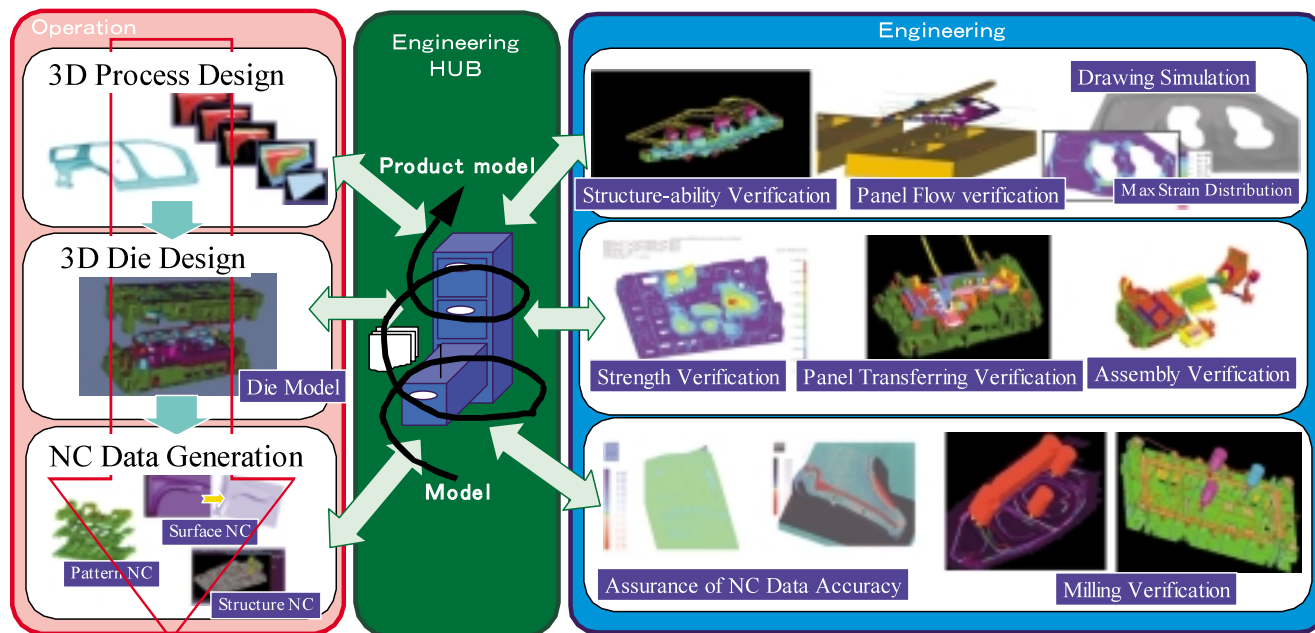 Operation
3D Process Design
3D Die Design
Die Model
NC Data Generation
Surface NC
Pattern NC
Structure NC
Engineering
HUB
Product model
Model
Engineering
Drawing Simulation
Structure-ability Verification
Panel Flow verification
Max Strain Distribution
Strength Verification
Panel Transferring Verification
Assembly Verification
Assurance of NC Data Accuracy
Milling Verification